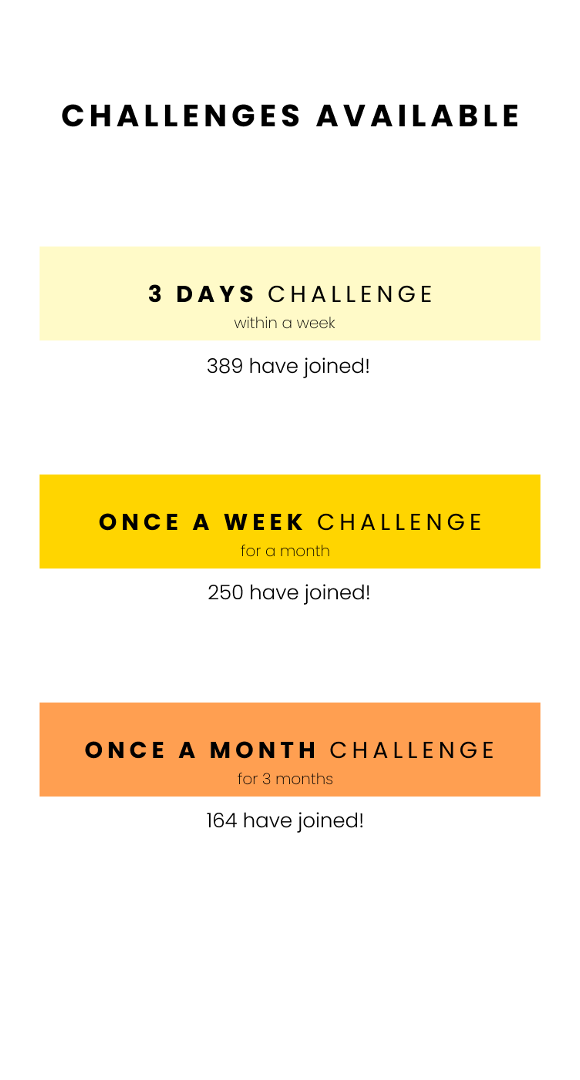 CHALLENGES AVAILABLE
3 DAYS CHALLENGE
within a week
389 have joined!
ONCE A WEEK CHALLENGE
for a month
250 have joined!
ONCE A MONTH CHALLENGE
for 3 months
164 have joined!